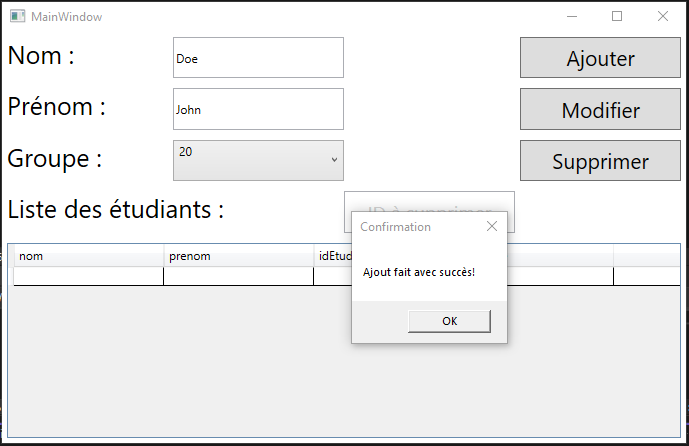 MainWindow
Nom :
Doe
Ajouter
Prénom :
John
Modifier
Groupe :
20
Supprimer
Liste des étudiants :
ID à supprimer
Confirmation
Ajout fait avec succès!
OK
nom prenom idEtud